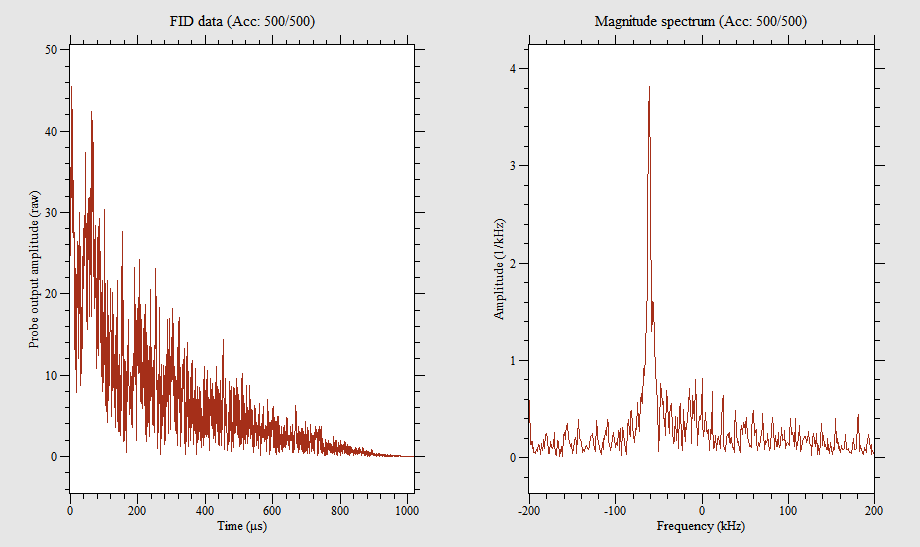 FID data (Acc: 500/500)
Probe output amplitude (raw)
50
40
30
20
10
0
0 200 400 600 800 1000
Time (µs)
Magnitude spectrum (Acc: 500/500)
Amplitude (1/kHz)
4
3
2
1
0
-200 -100 0 100 200
Frequency (kHz)